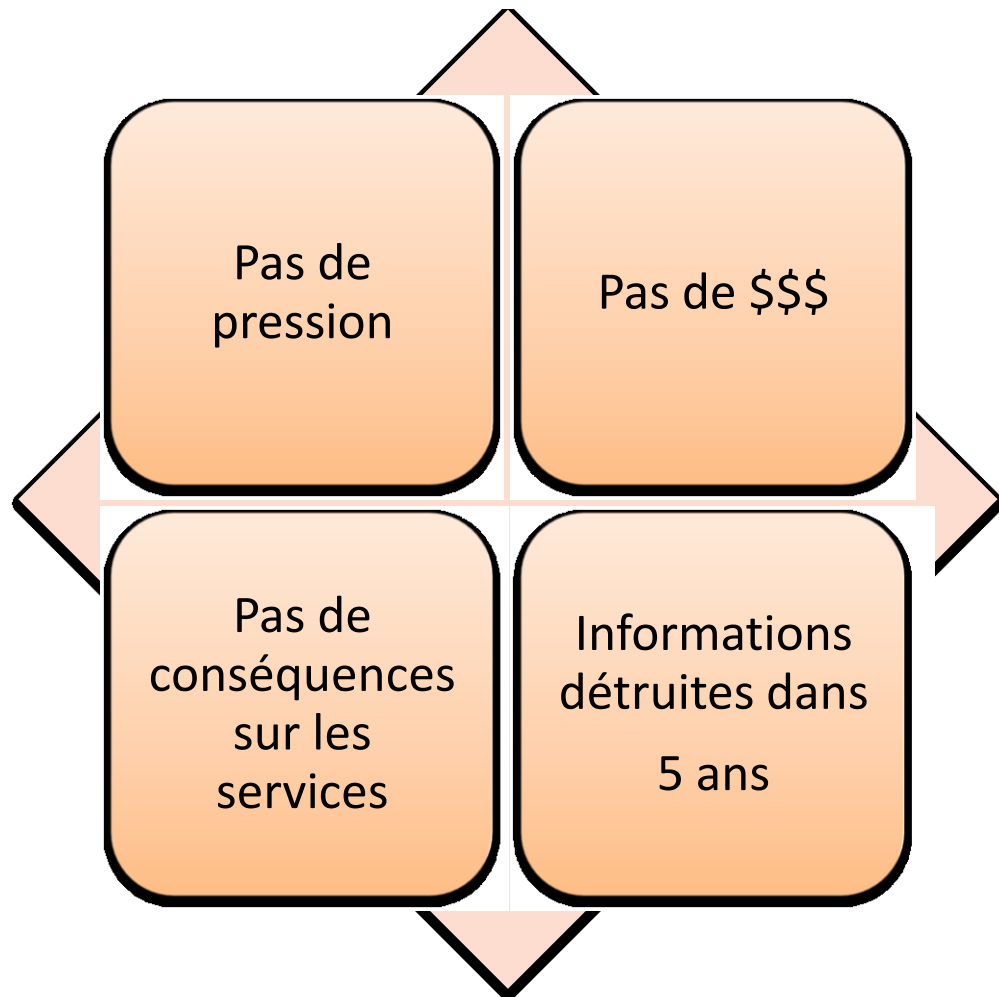 Pas de
pression
Pas de $$$
Pas de
conséquences
sur les
services
Informations
détruites dans
5 ans